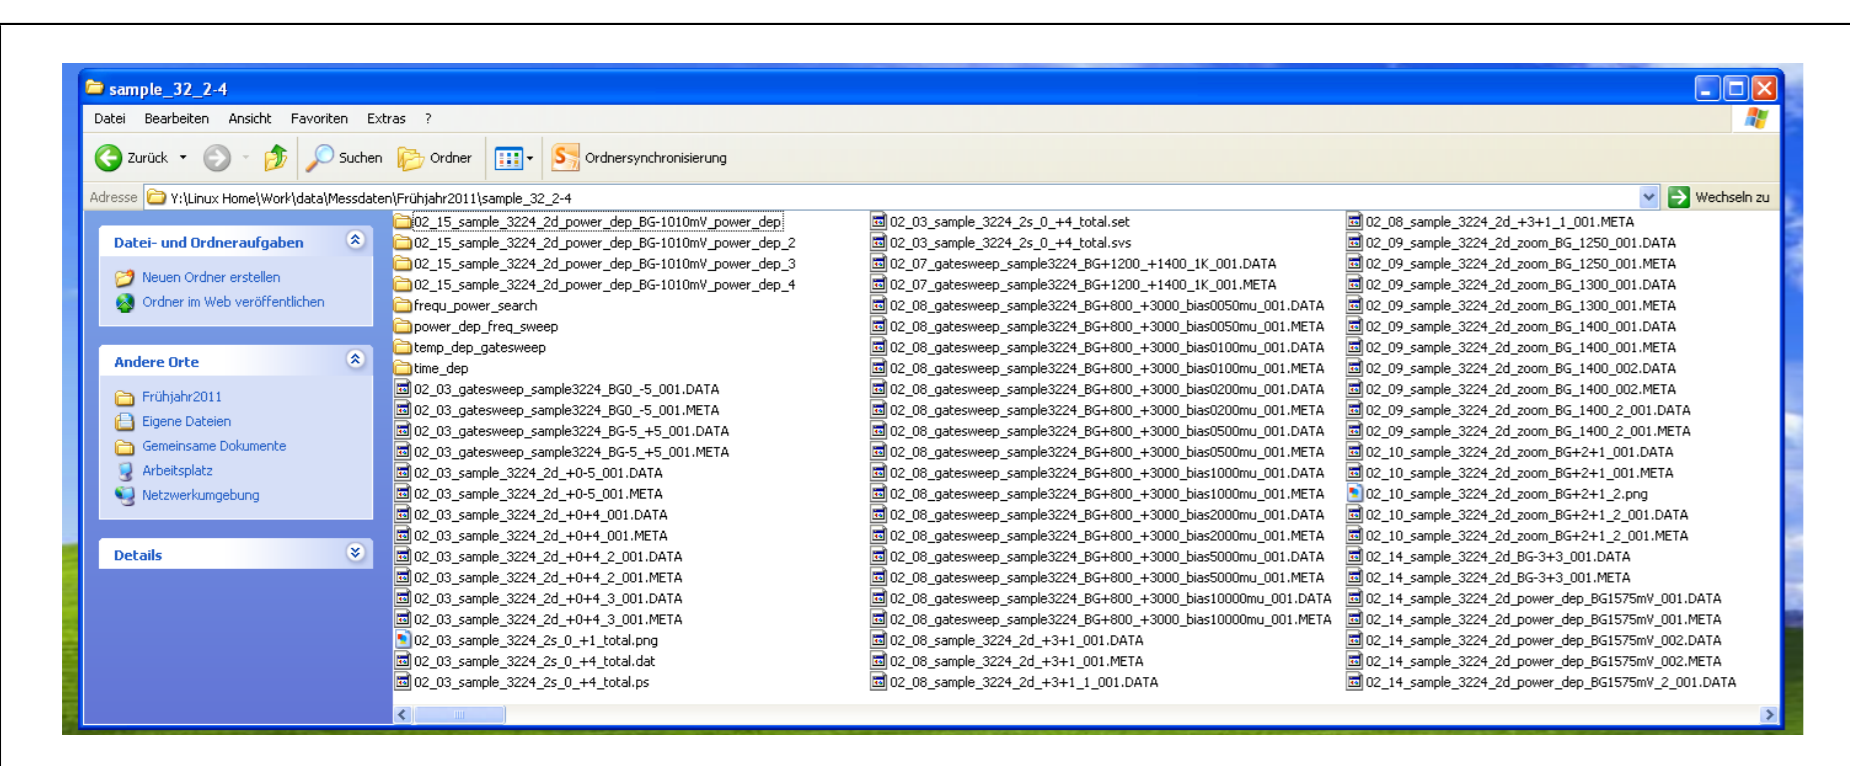 sample_32_2-4
Datei Bearbeiten Ansicht Favoriten Extras ?
Zurück Suchen Ordner Ordnersynchronisierung
Adresse Y:\Linux Home\Work\data\Messdaten\Frühjahr2011\sample_32_2-4 Wechseln zu
Datei- und Ordneraufgaben
Neuen Ordner erstellen
Ordner im Web veröffentlichen
Andere Orte
Frühjahr2011
Eigene Dateien
Gemeinsame Dokumente
Arbeitsplatz
Netzwerkumgebung
Details
02_15_sample_3224_2d_power_dep_BG-1010mV_power_dep
02_15_sample_3224_2d_power_dep_BG-1010mV_power_dep_2
02_15_sample_3224_2d_power_dep_BG-1010mV_power_dep_3
02_15_sample_3224_2d_power_dep_BG-1010mV_power_dep_4
frequ_power_search
power_dep_freq_sweep
temp_dep_gatesweep
time_dep
02_03_gatesweep_sample3224_BG0_-5_001.DATA
02_03_gatesweep_sample3224_BG0_-5_001.META
02_03_gatesweep_sample3224_BG-5_+5_001.DATA
02_03_gatesweep_sample3224_BG-5_+5_001.META
02_03_sample_3224_2d_+0-5_001.DATA
02_03_sample_3224_2d_+0-5_001.META
02_03_sample_3224_2d_+0+4_001.DATA
02_03_sample_3224_2d_+0+4_001.META
02_03_sample_3224_2d_+0+4_2_001.DATA
02_03_sample_3224_2d_+0+4_2_001.META
02_03_sample_3224_2d_+0+4_3_001.DATA
02_03_sample_3224_2d_+0+4_3_001.META
02_03_sample_3224_2s_0_+1_total.png
02_03_sample_3224_2s_0_+4_total.dat
02_03_sample_3224_2s_0_+4_total.ps
02_03_sample_3224_2s_0_+4_total.set
02_03_sample_3224_2s_0_+4_total.svs
02_07_gatesweep_sample3224_BG+1200_+1400_1K_001.DATA
02_07_gatesweep_sample3224_BG+1200_+1400_1K_001.META
02_08_gatesweep_sample3224_BG+800_+3000_bias0050mu_001.DATA
02_08_gatesweep_sample3224_BG+800_+3000_bias0050mu_001.META
02_08_gatesweep_sample3224_BG+800_+3000_bias0100mu_001.DATA
02_08_gatesweep_sample3224_BG+800_+3000_bias0100mu_001.META
02_08_gatesweep_sample3224_BG+800_+3000_bias0200mu_001.DATA
02_08_gatesweep_sample3224_BG+800_+3000_bias0200mu_001.META
02_08_gatesweep_sample3224_BG+800_+3000_bias0500mu_001.DATA
02_08_gatesweep_sample3224_BG+800_+3000_bias0500mu_001.META
02_08_gatesweep_sample3224_BG+800_+3000_bias1000mu_001.DATA
02_08_gatesweep_sample3224_BG+800_+3000_bias1000mu_001.META
02_08_gatesweep_sample3224_BG+800_+3000_bias2000mu_001.DATA
02_08_gatesweep_sample3224_BG+800_+3000_bias2000mu_001.META
02_08_gatesweep_sample3224_BG+800_+3000_bias5000mu_001.DATA
02_08_gatesweep_sample3224_BG+800_+3000_bias5000mu_001.META
02_08_gatesweep_sample3224_BG+800_+3000_bias10000mu_001.DATA
02_08_gatesweep_sample3224_BG+800_+3000_bias10000mu_001.META
02_08_sample_3224_2d_+3+1_001.DATA
02_08_sample_3224_2d_+3+1_001.META
02_08_sample_3224_2d_+3+1_1_001.DATA
02_08_sample_3224_2d_+3+1_1_001.META
02_09_sample_3224_2d_zoom_BG_1250_001.DATA
02_09_sample_3224_2d_zoom_BG_1250_001.META
02_09_sample_3224_2d_zoom_BG_1300_001.DATA
02_09_sample_3224_2d_zoom_BG_1300_001.META
02_09_sample_3224_2d_zoom_BG_1400_001.DATA
02_09_sample_3224_2d_zoom_BG_1400_001.META
02_09_sample_3224_2d_zoom_BG_1400_002.DATA
02_09_sample_3224_2d_zoom_BG_1400_002.META
02_09_sample_3224_2d_zoom_BG_1400_2_001.DATA
02_09_sample_3224_2d_zoom_BG_1400_2_001.META
02_10_sample_3224_2d_zoom_BG+2+1_001.DATA
02_10_sample_3224_2d_zoom_BG+2+1_001.META
02_10_sample_3224_2d_zoom_BG+2+1_2.png
02_10_sample_3224_2d_zoom_BG+2+1_2_001.DATA
02_10_sample_3224_2d_zoom_BG+2+1_2_001.META
02_14_sample_3224_2d_BG-3+3_001.DATA
02_14_sample_3224_2d_BG-3+3_001.META
02_14_sample_3224_2d_power_dep_BG1575mV_001.DATA
02_14_sample_3224_2d_power_dep_BG1575mV_001.META
02_14_sample_3224_2d_power_dep_BG1575mV_002.DATA
02_14_sample_3224_2d_power_dep_BG1575mV_002.META
02_14_sample_3224_2d_power_dep_BG1575mV_2_001.DATA